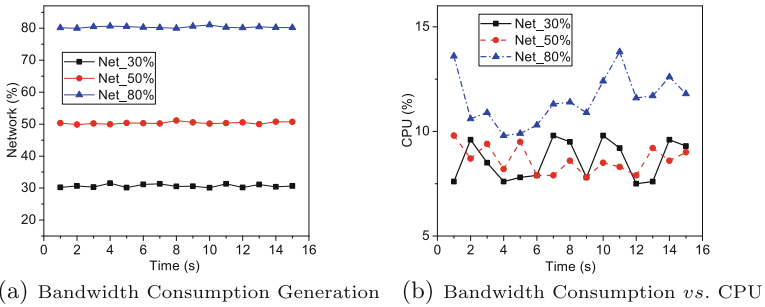 80
70
60
50
40
30
20
Network (%)
Net_30%
Net_50%
Net_80%
0 2 4 6 8 10 12 14 16
Time (s)
15
10
5
CPU (%)
Net_30%
Net_50%
Net_80%
0 2 4 6 8 10 12 14 16
Time (s)
(a) Bandwidth Consumption Generation
(b) Bandwidth Consumption vs. CPU